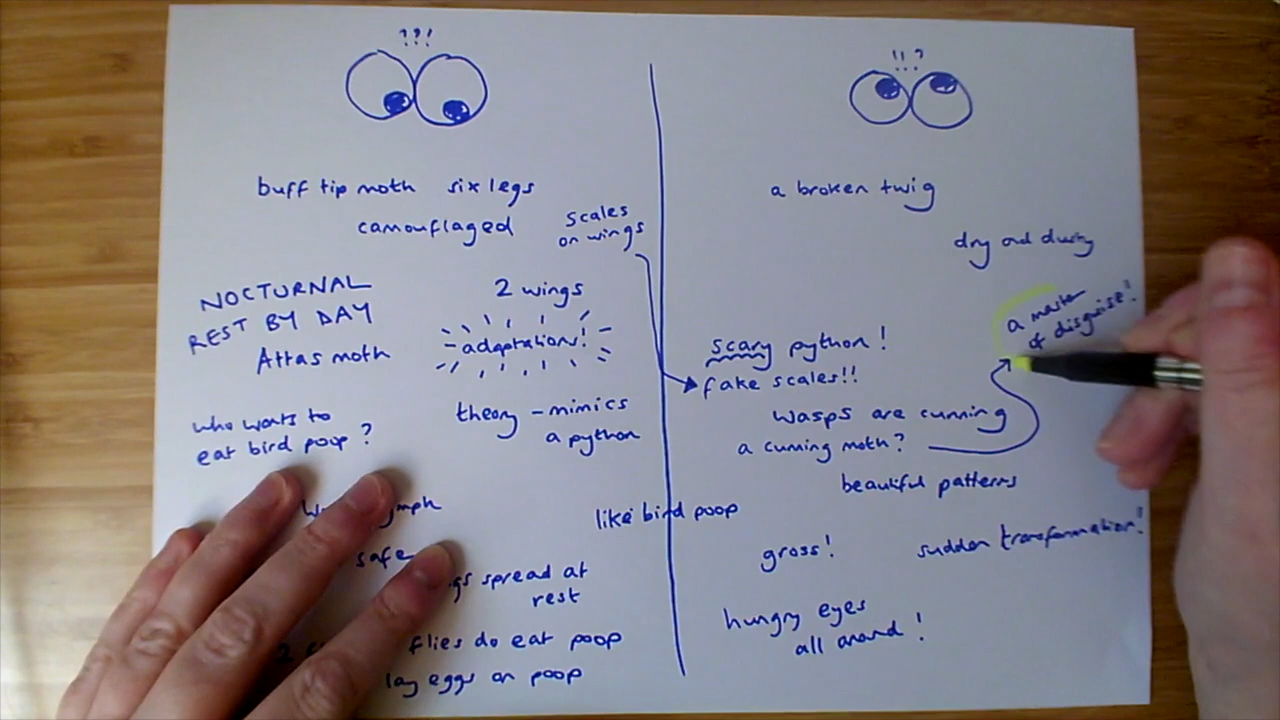 ???
buff tip moth six legs
camouflaged
scales
on wings
NOCTURNAL
REST BY DAY
2 wings
Attas moth
adaptations!
who wants to
eat bird poop?
theory - mimics
a python
like bird poop
safe
spread at
rest
2
flies do eat poop
lay eggs on poop
!!?
a broken twig
dry and dusty
a master
of disguise!
scary python!
fake scales!!
wasps are cunning
a cunning moth?
beautiful patterns
gross!
sudden transformation!
hungry eyes
all around!